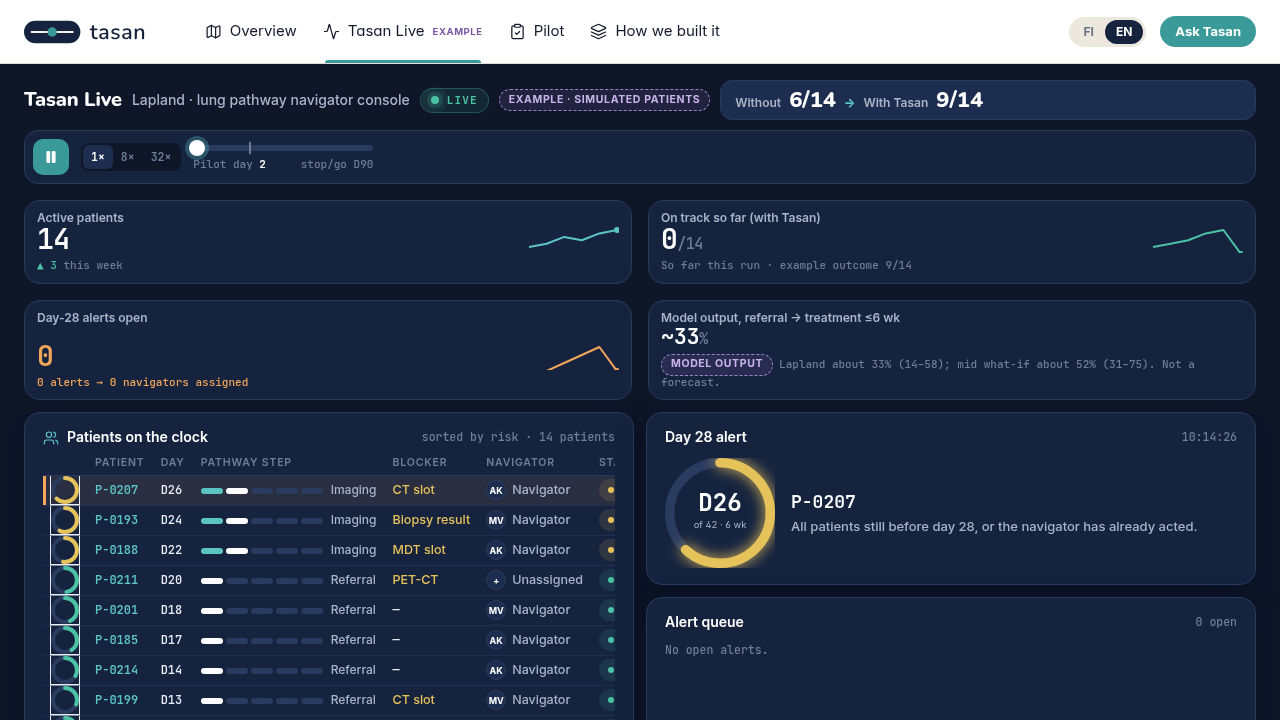 tasan
Overview
Tasan Live EXAMPLE
Pilot
How we built it
FI EN
Ask Tasan
Tasan Live Lapland · lung pathway navigator console
LIVE
EXAMPLE · SIMULATED PATIENTS
Without 6/14 → With Tasan 9/14
1× 8× 32×
Pilot day 2 stop/go D90
Active patients
14
▲ 3 this week
On track so far (with Tasan)
0/14
So far this run · example outcome 9/14
Day-28 alerts open
0
0 alerts → 0 navigators assigned
Model output, referral → treatment ≤6 wk
~33%
MODEL OUTPUT Lapland about 33% (14–58); mid what-if about 52% (31–75). Not a
forecast.
Patients on the clock sorted by risk · 14 patients
PATIENT DAY PATHWAY STEP BLOCKER NAVIGATOR
P-0207 D26 Imaging CT slot AK Navigator
P-0193 D24 Imaging Biopsy result MV Navigator
P-0188 D22 Imaging MDT slot AK Navigator
P-0211 D20 Referral PET-CT + Unassigned
P-0201 D18 Referral – MV Navigator
P-0185 D17 Referral – MV Navigator
P-0214 D14 Referral – AK Navigator
P-0199 D13 Referral CT slot MV Navigator
Day 28 alert 10:14:26
D26
of 42 · 6 wk
P-0207
All patients still before day 28, or the navigator has already acted.
Alert queue 0 open
No open alerts.